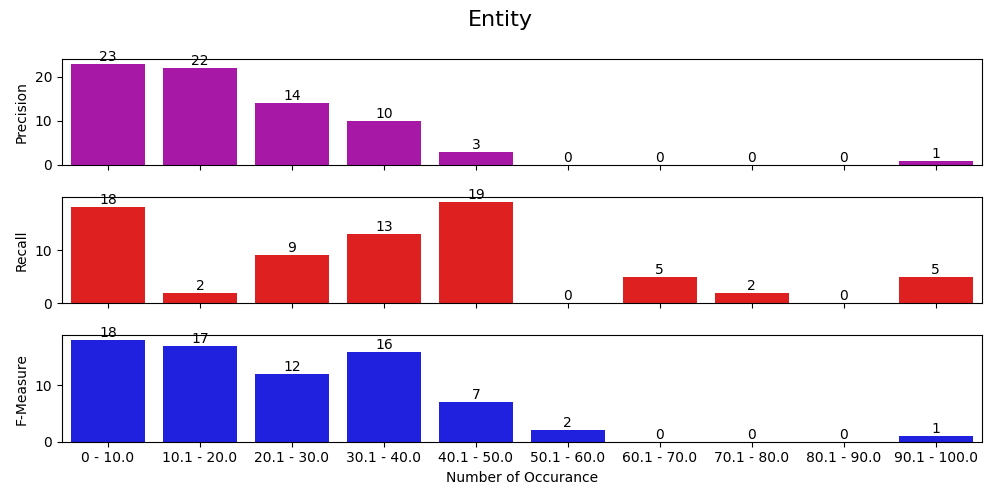 Entity
23 22 14 10 3 0 0 0 0 1
20
10
0
Precision
18 2 9 13 19 0 5 2 0 5
10
0
Recall
18 17 12 16 7 2 0 0 0 1
10
0
F-Measure
0 - 10.0 10.1 - 20.0 20.1 - 30.0 30.1 - 40.0 40.1 - 50.0 50.1 - 60.0 60.1 - 70.0 70.1 - 80.0 80.1 - 90.0 90.1 - 100.0
Number of Occurance